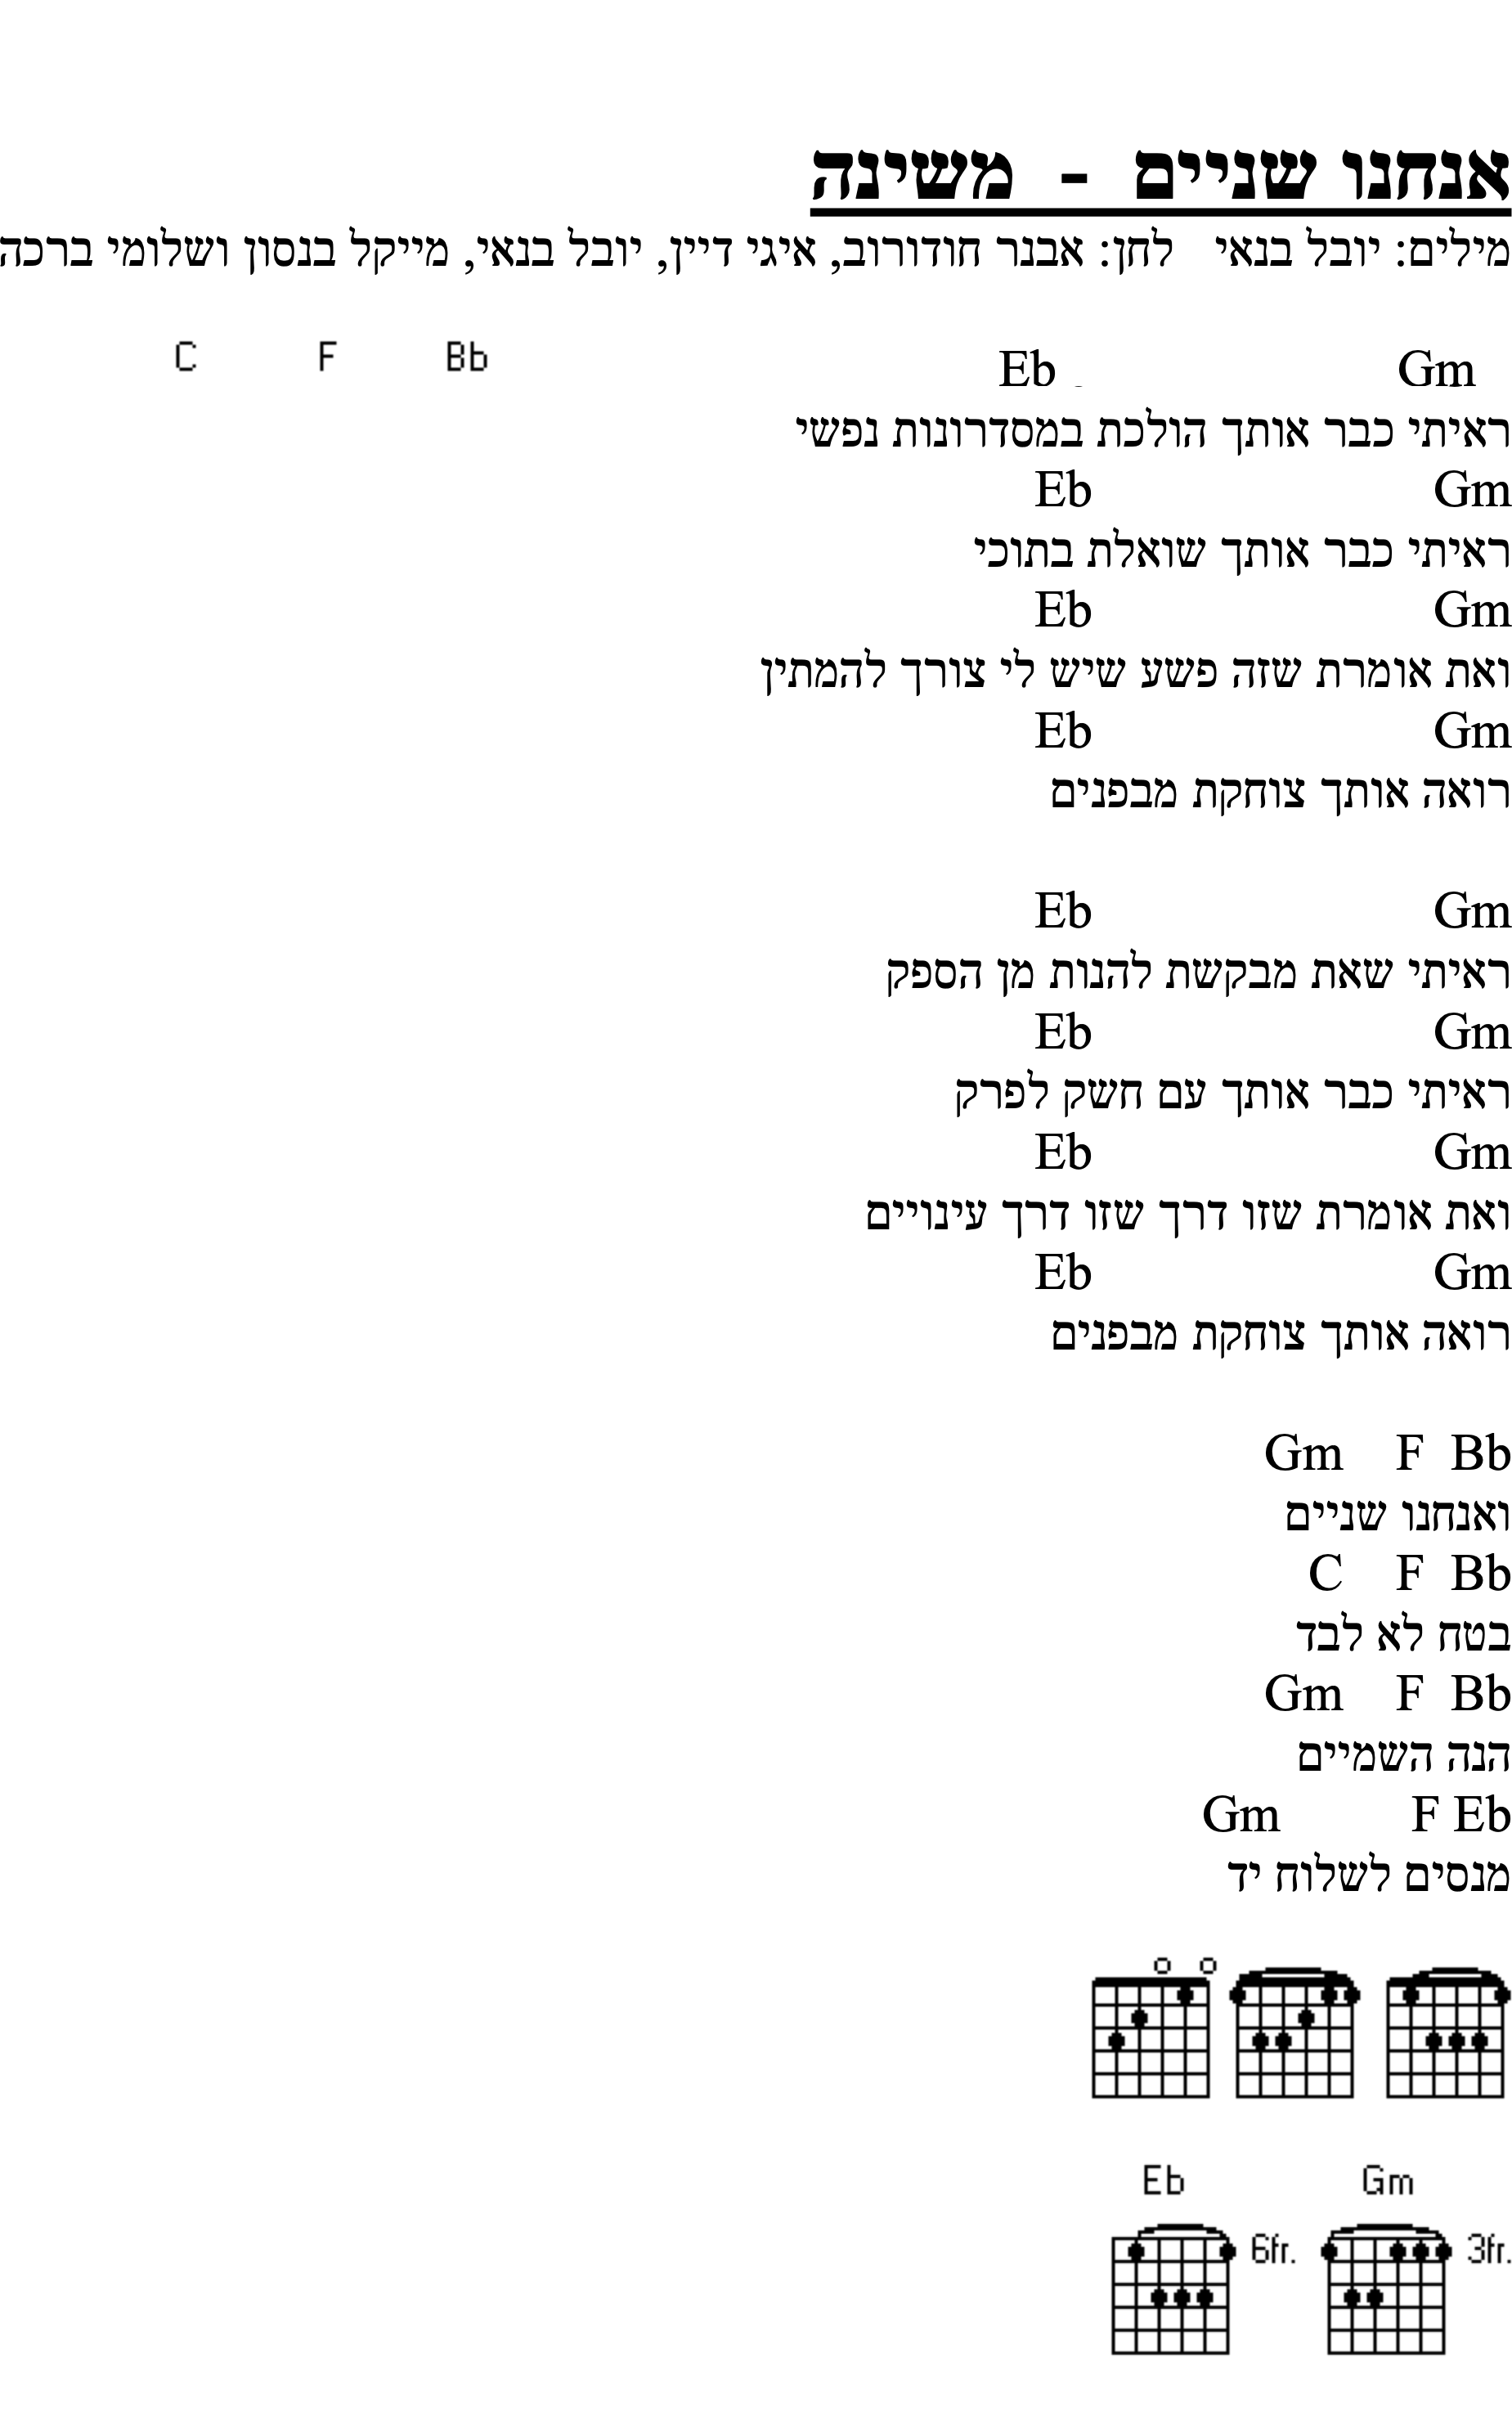 אנחנו שניים - משינה
מילים: יובל בנאי לחן: אבנר חודורוב, איגי דיין, יובל בנאי, מייקל בנסון ושלומי ברכה
Gm Eb Bb F C
ראיתי כבר אותך הולכת במסדרונות נפשי
Gm Eb
ראיתי כבר אותך שואלת בתוכי
Gm Eb
ואת אומרת שזה פשע שיש לי צורך להמתין
Gm Eb
רואה אותך צוחקת מבפנים
Gm Eb
ראיתי שאת מבקשת להנות מן הספק
Gm Eb
ראיתי כבר אותך עם חשק לפרק
Gm Eb
ואת אומרת שזו דרך שזו דרך עינויים
Gm Eb
רואה אותך צוחקת מבפנים
Bb F Gm
ואנחנו שניים
Bb F C
בטח לא לבד
Bb F Gm
הנה השמיים
Eb F Gm
מנסים לשלוח יד
Eb Gm
6fr. 3fr.